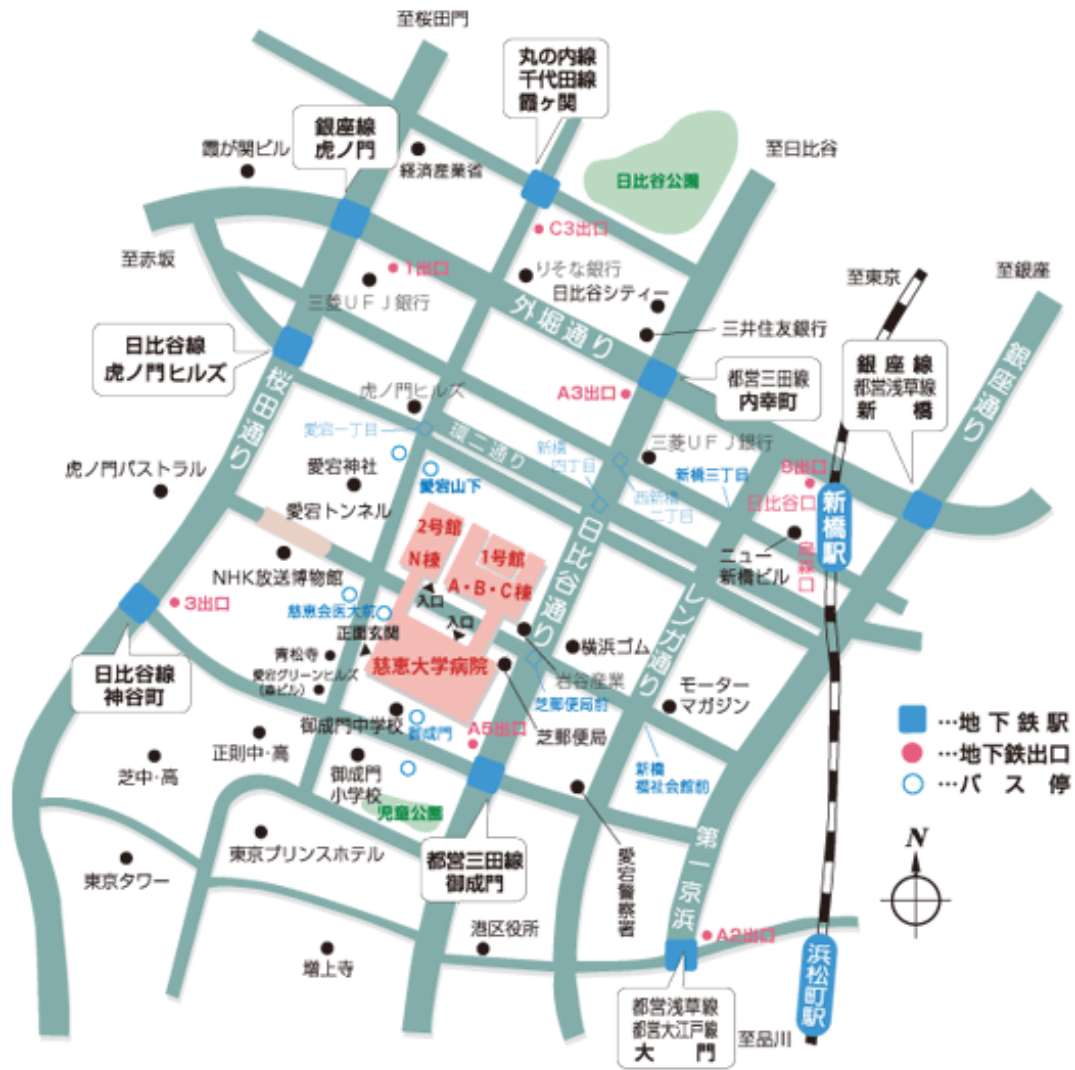 至桜田門
丸の内線
千代田線
霞ヶ関
銀座線
虎ノ門
霞が関ビル
経済産業省
至日比谷
日比谷公園
C3出口
至赤坂
1出口
三菱UFJ銀行
りそな銀行
日比谷シティー
至東京
至銀座
外堀通り
三井住友銀行
日比谷線
虎ノ門ヒルズ
銀座線
都営浅草線
新橋
銀座通り
都営三田線
内幸町
A3出口
桜田通り
虎ノ門ヒルズ
愛宕一丁目
環二通り
新橋
四丁目
三菱UFJ銀行
虎ノ門パストラル
愛宕神社
愛宕山下
西新橋
二丁目
新橋三丁目
9出口
日比谷口
新橋駅
愛宕トンネル
2号館
N棟
1号館
A・B・C棟
日比谷通り
ニュー
新橋ビル
烏森口
NHK放送博物館
入口
入口
慈恵会医大前
3出口
正面玄関
レンガ通り
横浜ゴム
青松寺
慈恵大学病院
岩谷産業
愛宕グリーンヒルズ
（森ビル）
日比谷線
神谷町
芝郵便局前
モーター
マガジン
御成門中学校
御成門
A5出口
芝郵便局
…地下鉄駅
…地下鉄出口
…バス停
正則中・高
芝中・高
御成門
小学校
新橋
福祉会館前
児童公園
N
東京プリンスホテル
都営三田線
御成門
愛宕警察署
第一京浜
東京タワー
港区役所
A2出口
増上寺
浜松町駅
都営浅草線
都営大江戸線
大門
至品川